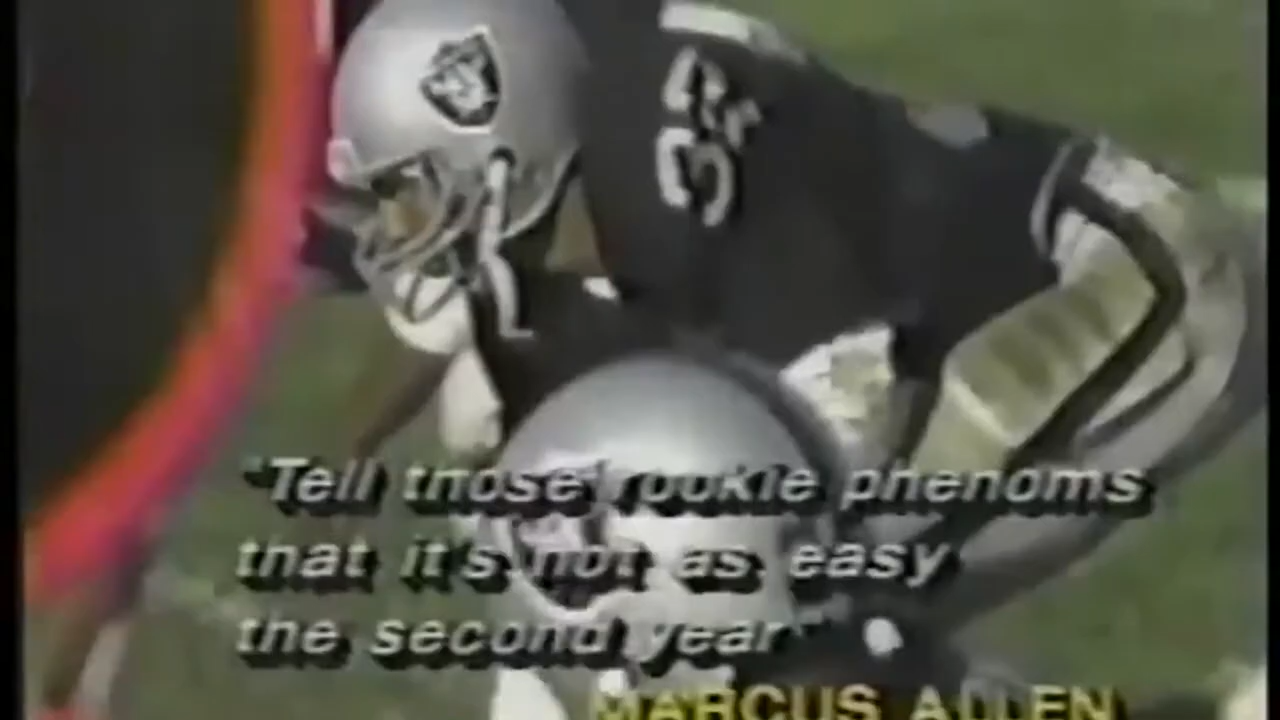 "Tell those rookie phenoms
that it's not as easy
the second year"
MARCUS ALLEN